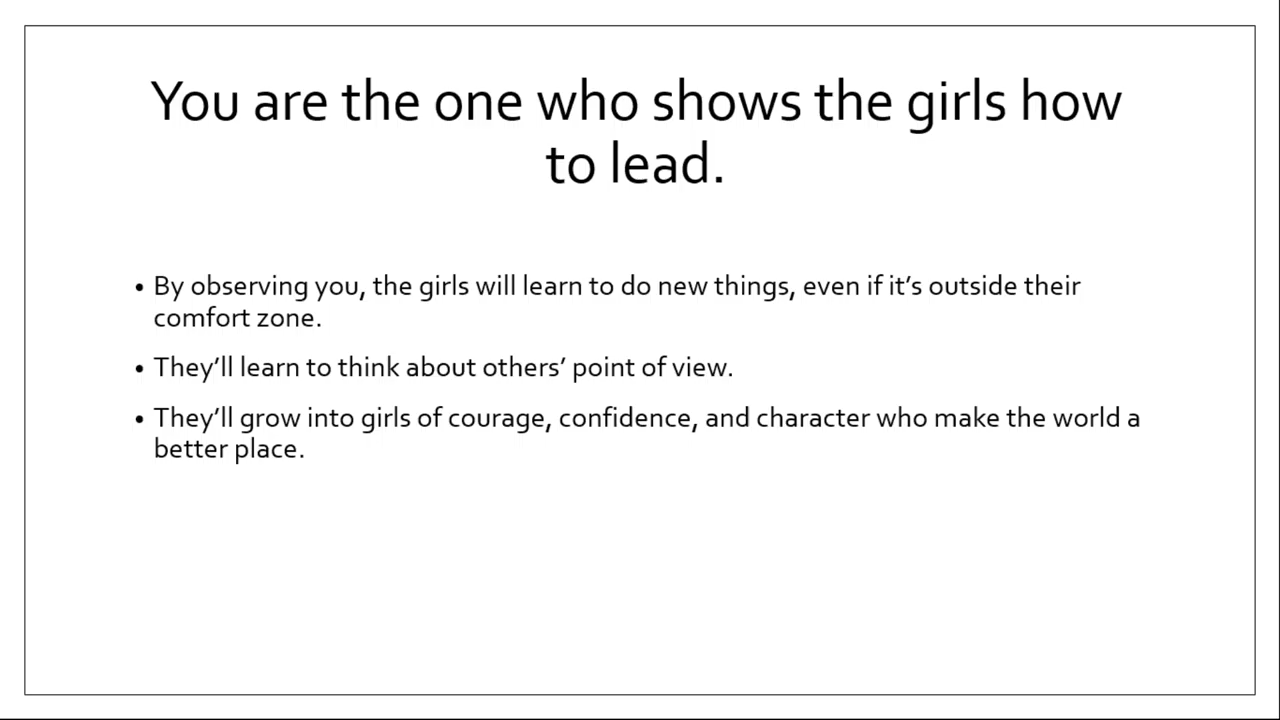 You are the one who shows the girls how
to lead.
• By observing you, the girls will learn to do new things, even if it’s outside their
comfort zone.
• They’ll learn to think about others’ point of view.
• They’ll grow into girls of courage, confidence, and character who make the world a
better place.